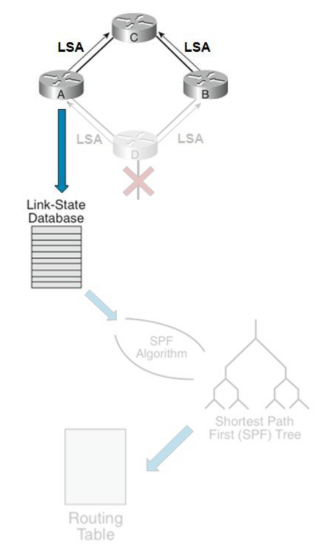 C
LSA
LSA
A
B
LSA
LSA
D
Link-State
Database
SPF
Algorithm
Shortest Path
First (SPF) Tree
Routing
Table